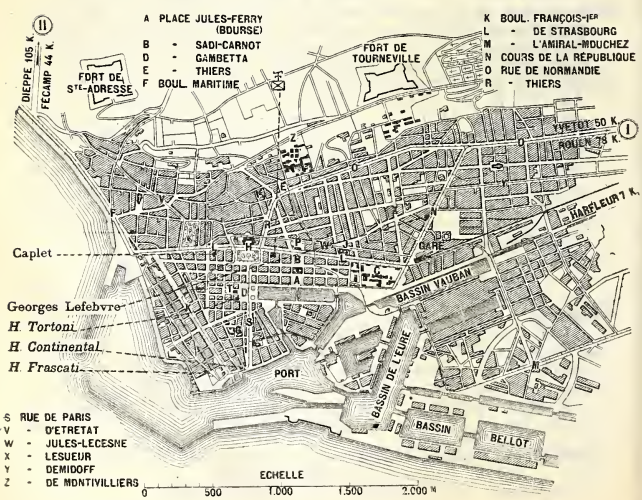 A PLACE JULES-FERRY
(BOURSE)
B - SADI-CARNOT
D - GAMBETTA
E - THIERS
F BOUL. MARITIME
K BOUL. FRANÇOIS-IER
L - DE STRASBOURG
M - L'AMIRAL-MOUCHEZ
N COURS DE LA RÉPUBLIQUE
O RUE DE NORMANDIE
R - THIERS
11
DIEPPE 105 K.
FÉCAMP 44 K.
FORT DE
STE-ADRESSE
FORT DE
TOURNEVILLE
YVETOT 50 K.
ROUEN 78 K.
I
HARFLEUR 7 K.
GARE
BASSIN VAUBAN
BASSIN DE L'EURE
PORT
BASSIN
BELLOT
Caplet
Georges Lefebvre
H. Tortoni
H. Continental
H. Frascati
S RUE DE PARIS
V - D'ETRETAT
W - JULES-LECESNE
X - LESUEUR
Y - DEMIDOFF
Z - DE MONTIVILLIERS
ECHELLE
0 500 1.000 1.500 2.000 M